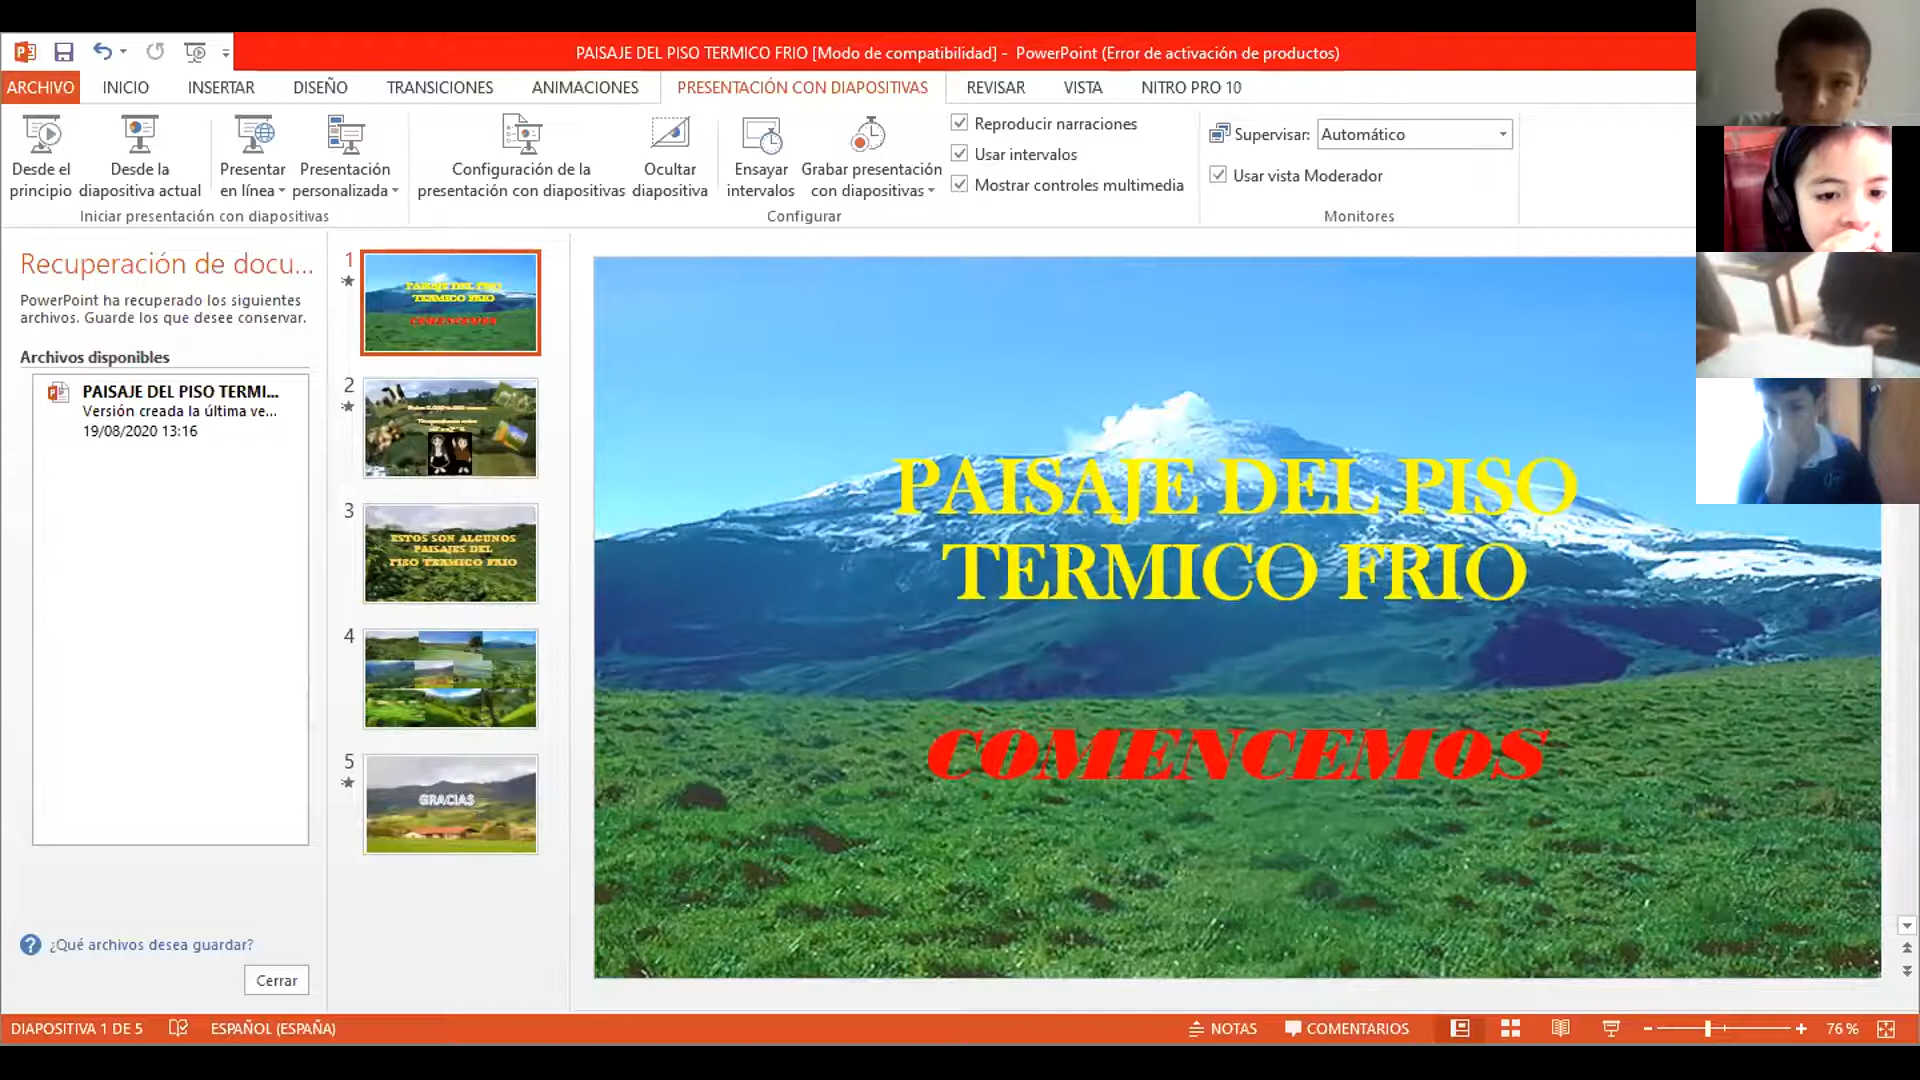 PAISAJE DEL PISO TERMICO FRIO [Modo de compatibilidad] - PowerPoint (Error de activación de productos)
ARCHIVO INICIO INSERTAR DISEÑO TRANSICIONES ANIMACIONES PRESENTACIÓN CON DIAPOSITIVAS REVISAR VISTA NITRO PRO 10
Desde el principio
Desde la diapositiva actual
Presentar en línea
Presentación personalizada
Configuración de la presentación con diapositivas
Ocultar diapositiva
Ensayar intervalos
Grabar presentación con diapositivas
Reproducir narraciones
Usar intervalos
Mostrar controles multimedia
Supervisar: Automático
Usar vista Moderador
Iniciar presentación con diapositivas
Configurar
Monitores
Recuperación de docu...
PowerPoint ha recuperado los siguientes
archivos. Guarde los que desee conservar.
Archivos disponibles
PAISAJE DEL PISO TERMI...
Versión creada la última ve...
19/08/2020 13:16
¿Qué archivos desea guardar?
Cerrar
1
PAISAJE DEL PISO
TERMICO FRIO
COMENCEMOS
2
3
ESTOS SON ALGUNOS
PAISAJES DEL
PISO TERMICO FRIO
4
5
GRACIAS
PAISAJE DEL PISO
TERMICO FRIO
COMENCEMOS
DIAPOSITIVA 1 DE 5 ESPAÑOL (ESPAÑA) NOTAS COMENTARIOS 76 %